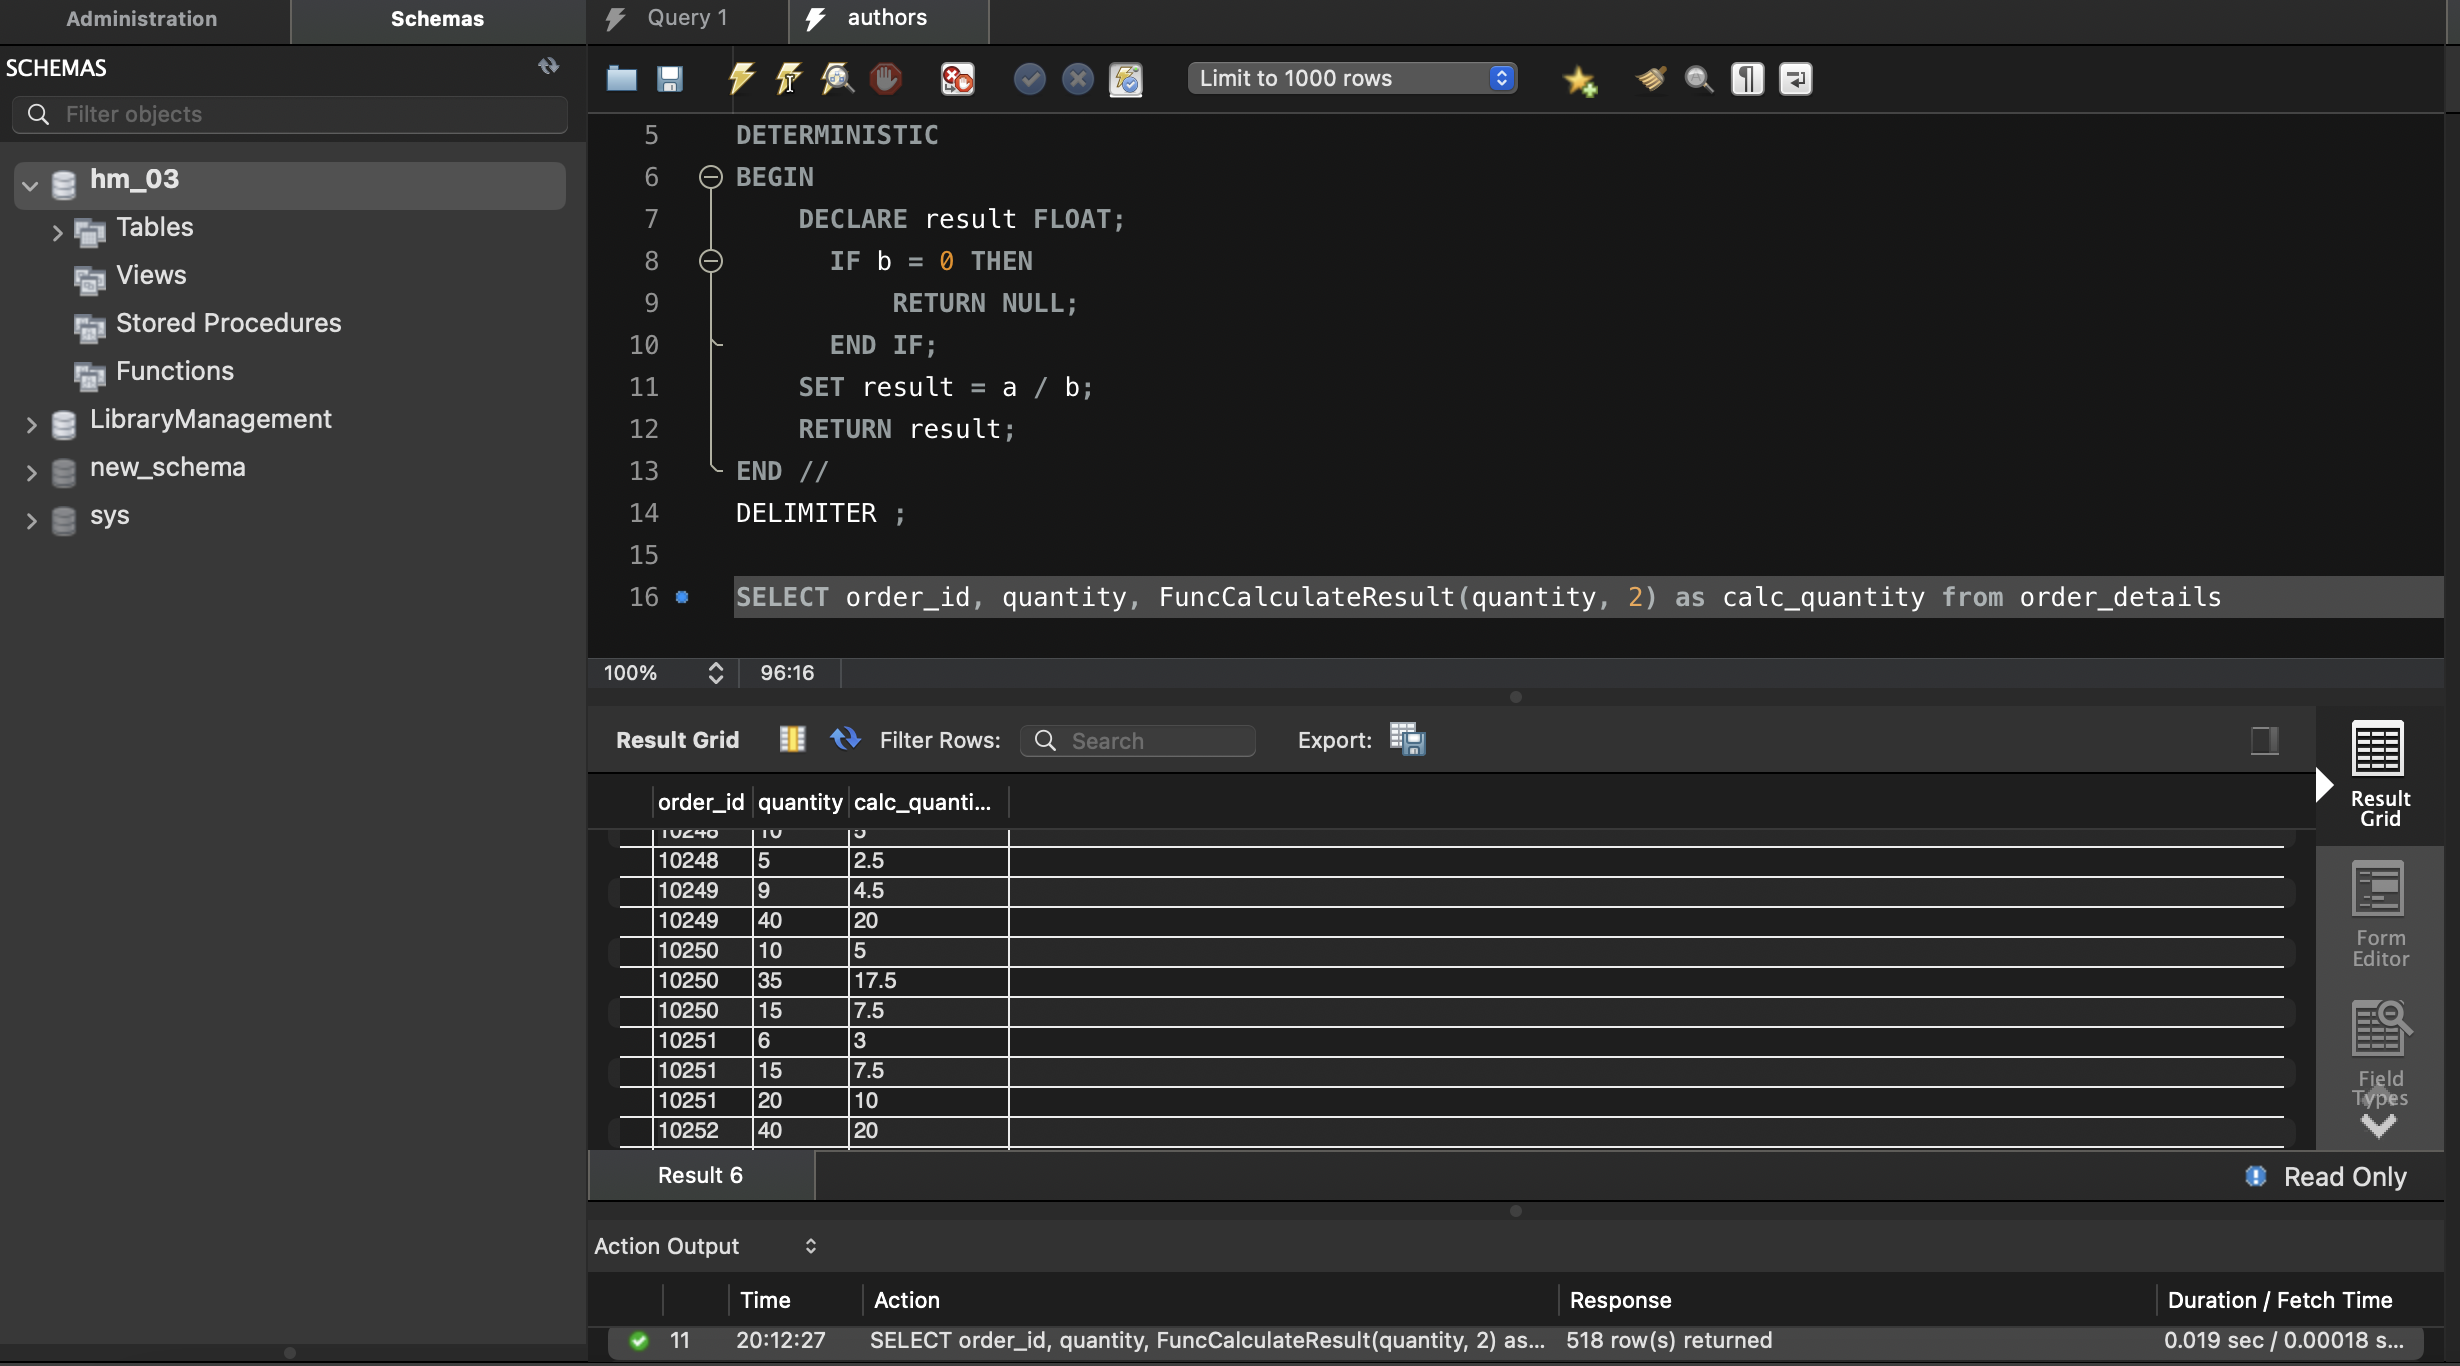 Administration
Schemas
Query 1
authors
SCHEMAS
Filter objects
hm_03
Tables
Views
Stored Procedures
Functions
LibraryManagement
new_schema
sys
Limit to 1000 rows
5 DETERMINISTIC
6 BEGIN
7 DECLARE result FLOAT;
8 IF b = 0 THEN
9 RETURN NULL;
10 END IF;
11 SET result = a / b;
12 RETURN result;
13 END //
14 DELIMITER ;
15
16 SELECT order_id, quantity, FuncCalculateResult(quantity, 2) as calc_quantity from order_details
100% 96:16
Result Grid Filter Rows: Search Export:
order_id quantity calc_quanti...
10248 10 5
10248 5 2.5
10249 9 4.5
10249 40 20
10250 10 5
10250 35 17.5
10250 15 7.5
10251 6 3
10251 15 7.5
10251 20 10
10252 40 20
Result
Grid
Form
Editor
Field
Types
Result 6
Read Only
Action Output
Time Action Response Duration / Fetch Time
11 20:12:27 SELECT order_id, quantity, FuncCalculateResult(quantity, 2) as... 518 row(s) returned 0.019 sec / 0.00018 s...